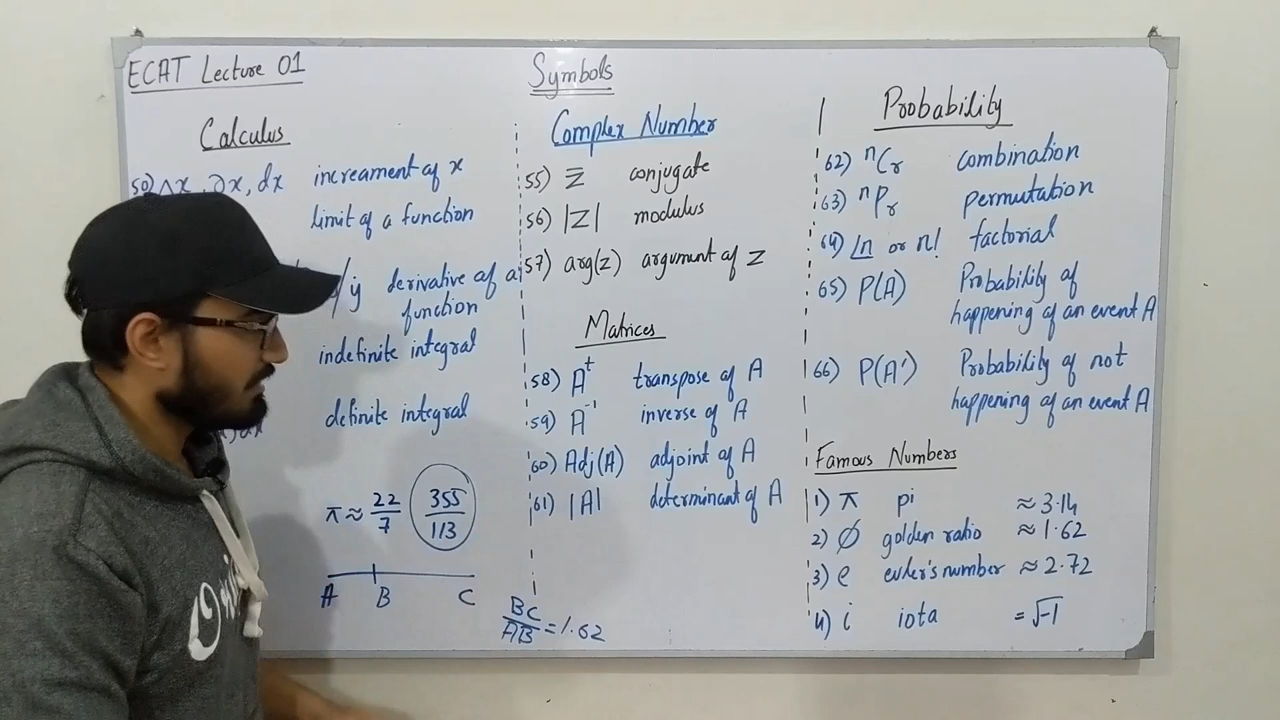 ECAT Lecture 01
Symbols
Calculus
50) Δx, ∂x, dx increament of x
limit of a function
/ ẏ derivative of a
function
indefinite integral
definite integral
π ≈ 22/7 355/113
A B C
BC/AB = 1.62
Complex Number
55) Z̅ conjugate
56) |Z| modulus
57) arg(z) argument of Z
Matrices
58) Aᵗ transpose of A
59) A⁻¹ inverse of A
60) Adj(A) adjoint of A
61) |A| determinant of A
Probability
62) ⁿCᵣ combination
63) ⁿPᵣ permutation
64) |n or n! factorial
65) P(A) Probability of
happening of an event A
66) P(A') Probability of not
happening of an event A
Famous Numbers
1) π pi ≈ 3.14
2) ∅ golden ratio ≈ 1.62
3) e euler's number ≈ 2.72
4) i iota = √-1